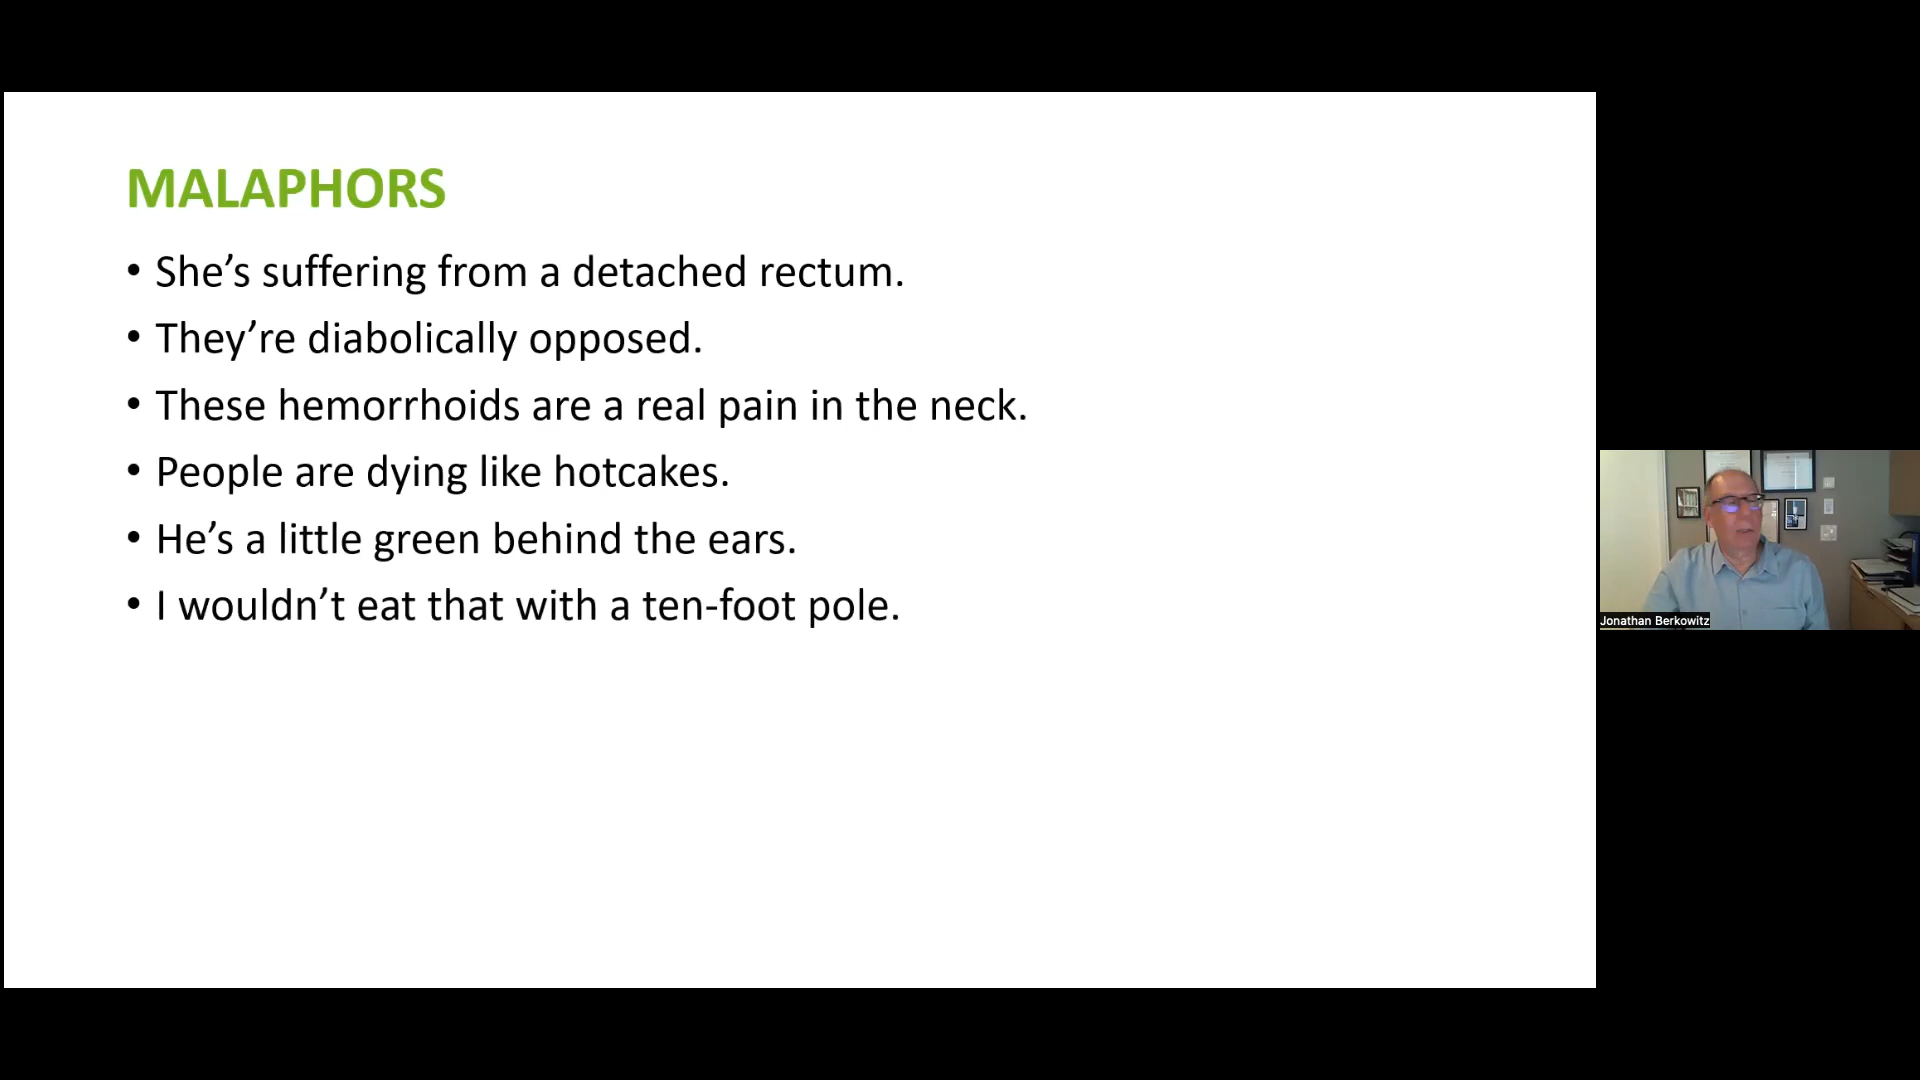 MALAPHORS
• She’s suffering from a detached rectum.
• They’re diabolically opposed.
• These hemorrhoids are a real pain in the neck.
• People are dying like hotcakes.
• He’s a little green behind the ears.
• I wouldn’t eat that with a ten-foot pole.
Jonathan Berkowitz